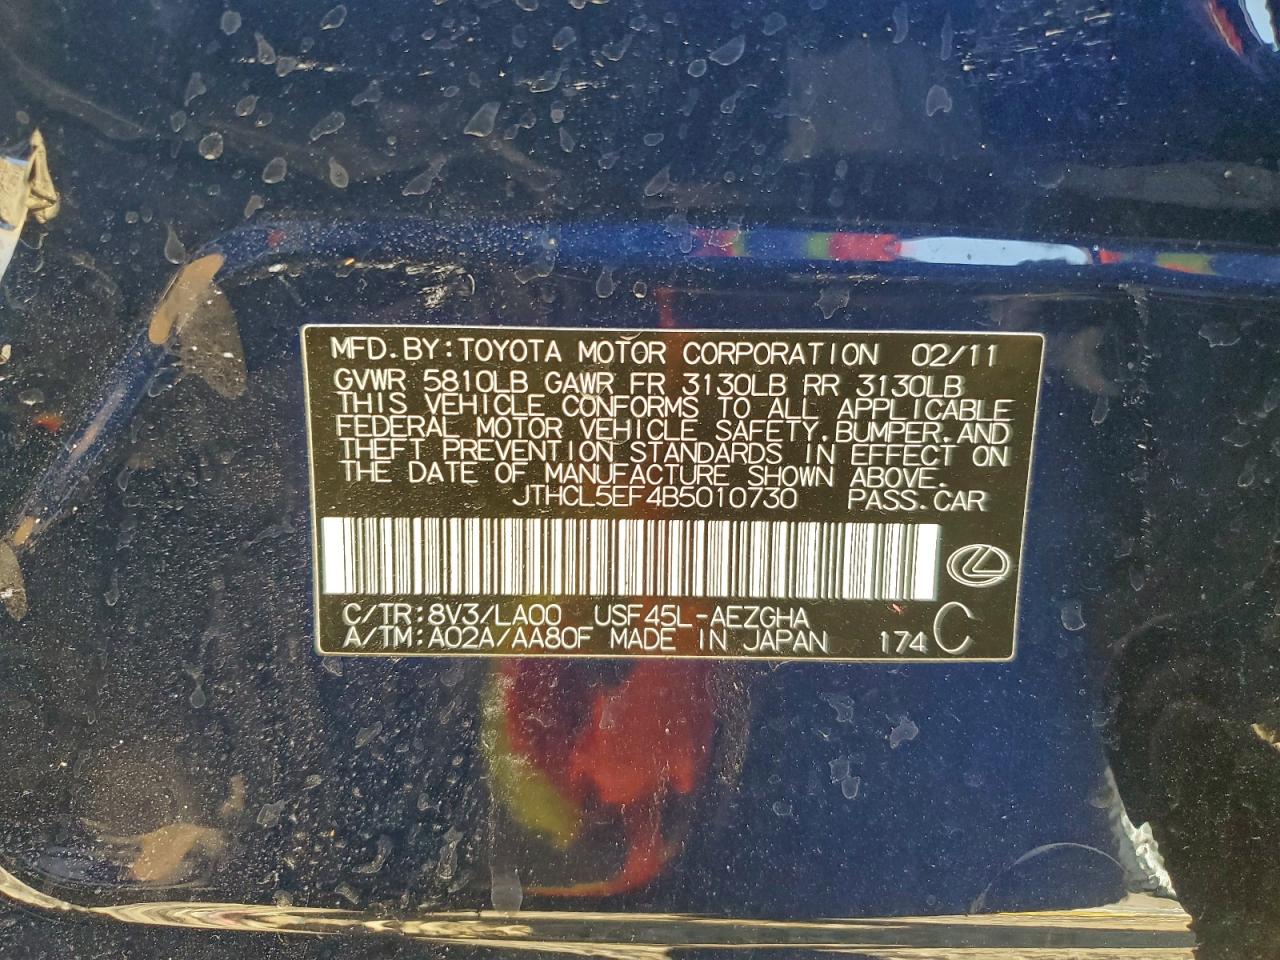 MFD.BY:TOYOTA MOTOR CORPORATION 02/11
GVWR 5810LB GAWR FR 3130LB RR 3130LB
THIS VEHICLE CONFORMS TO ALL APPLICABLE
FEDERAL MOTOR VEHICLE SAFETY,BUMPER,AND
THEFT PREVENTION STANDARDS IN EFFECT ON
THE DATE OF MANUFACTURE SHOWN ABOVE.
JTHCL5EF4B5010730 PASS.CAR
C/TR:8V3/LA00 USF45L-AEZGHA
A/TM:A02A/AA80F MADE IN JAPAN 174 C